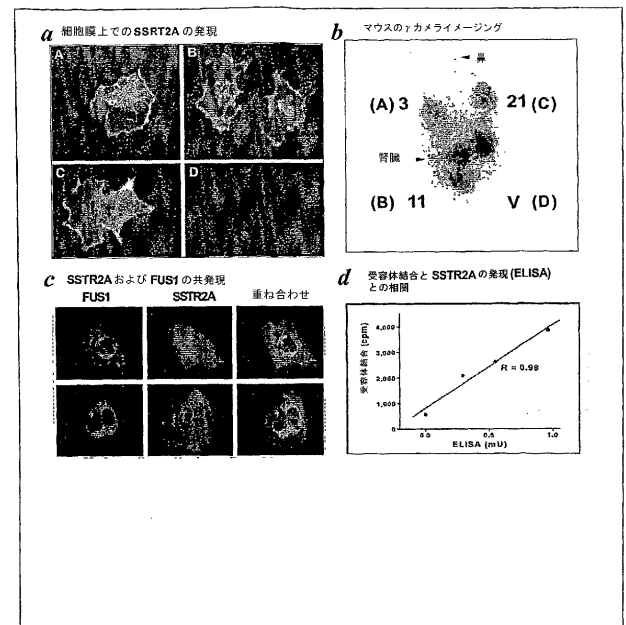 a 細胞膜上でのSSRT2Aの発現
A
B
C
D
b マウスのγカメライメージング
鼻
(A) 3
21 (C)
腎臓
(B) 11
V (D)
c SSTR2AおよびFUS1の共発現
FUS1 SSTR2A 重ね合わせ
d 受容体結合とSSTR2Aの発現(ELISA)
との相関
受容体結合 (cpm)
4,000
3,000
2,000
1,000
0
R = 0.98
0.0 0.5 1.0
ELISA (mU)